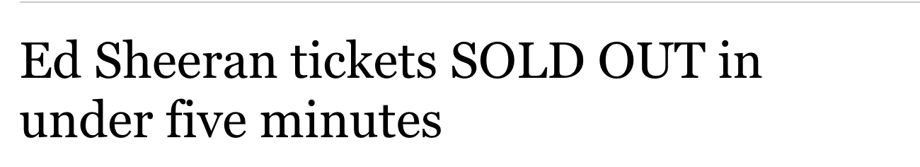 Ed Sheeran tickets SOLD OUT in
under five minutes